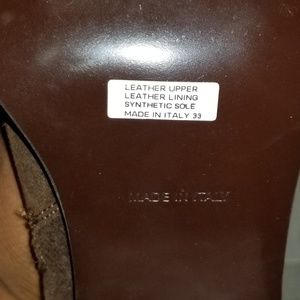 LEATHER UPPER
LEATHER LINING
SYNTHETIC SOLE
MADE IN ITALY 33
MADE IN ITALY